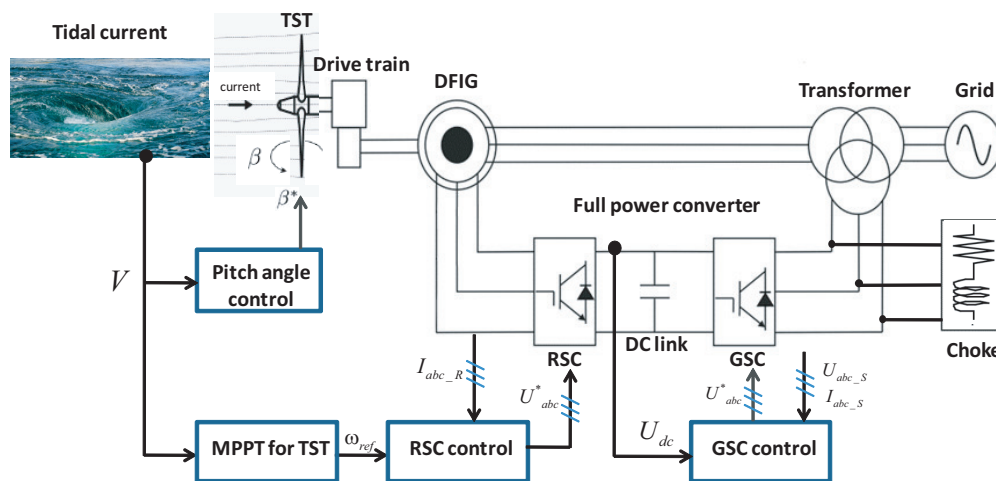 Tidal current
TST
Drive train
DFIG
Transformer
Grid
current
β
β*
Full power converter
V
Pitch angle
control
RSC
DC link
GSC
Choke
I_abc_R
U*_abc
U*_abc
U_abc_S
I_abc_S
MPPT for TST
ω_ref
RSC control
U_dc
GSC control